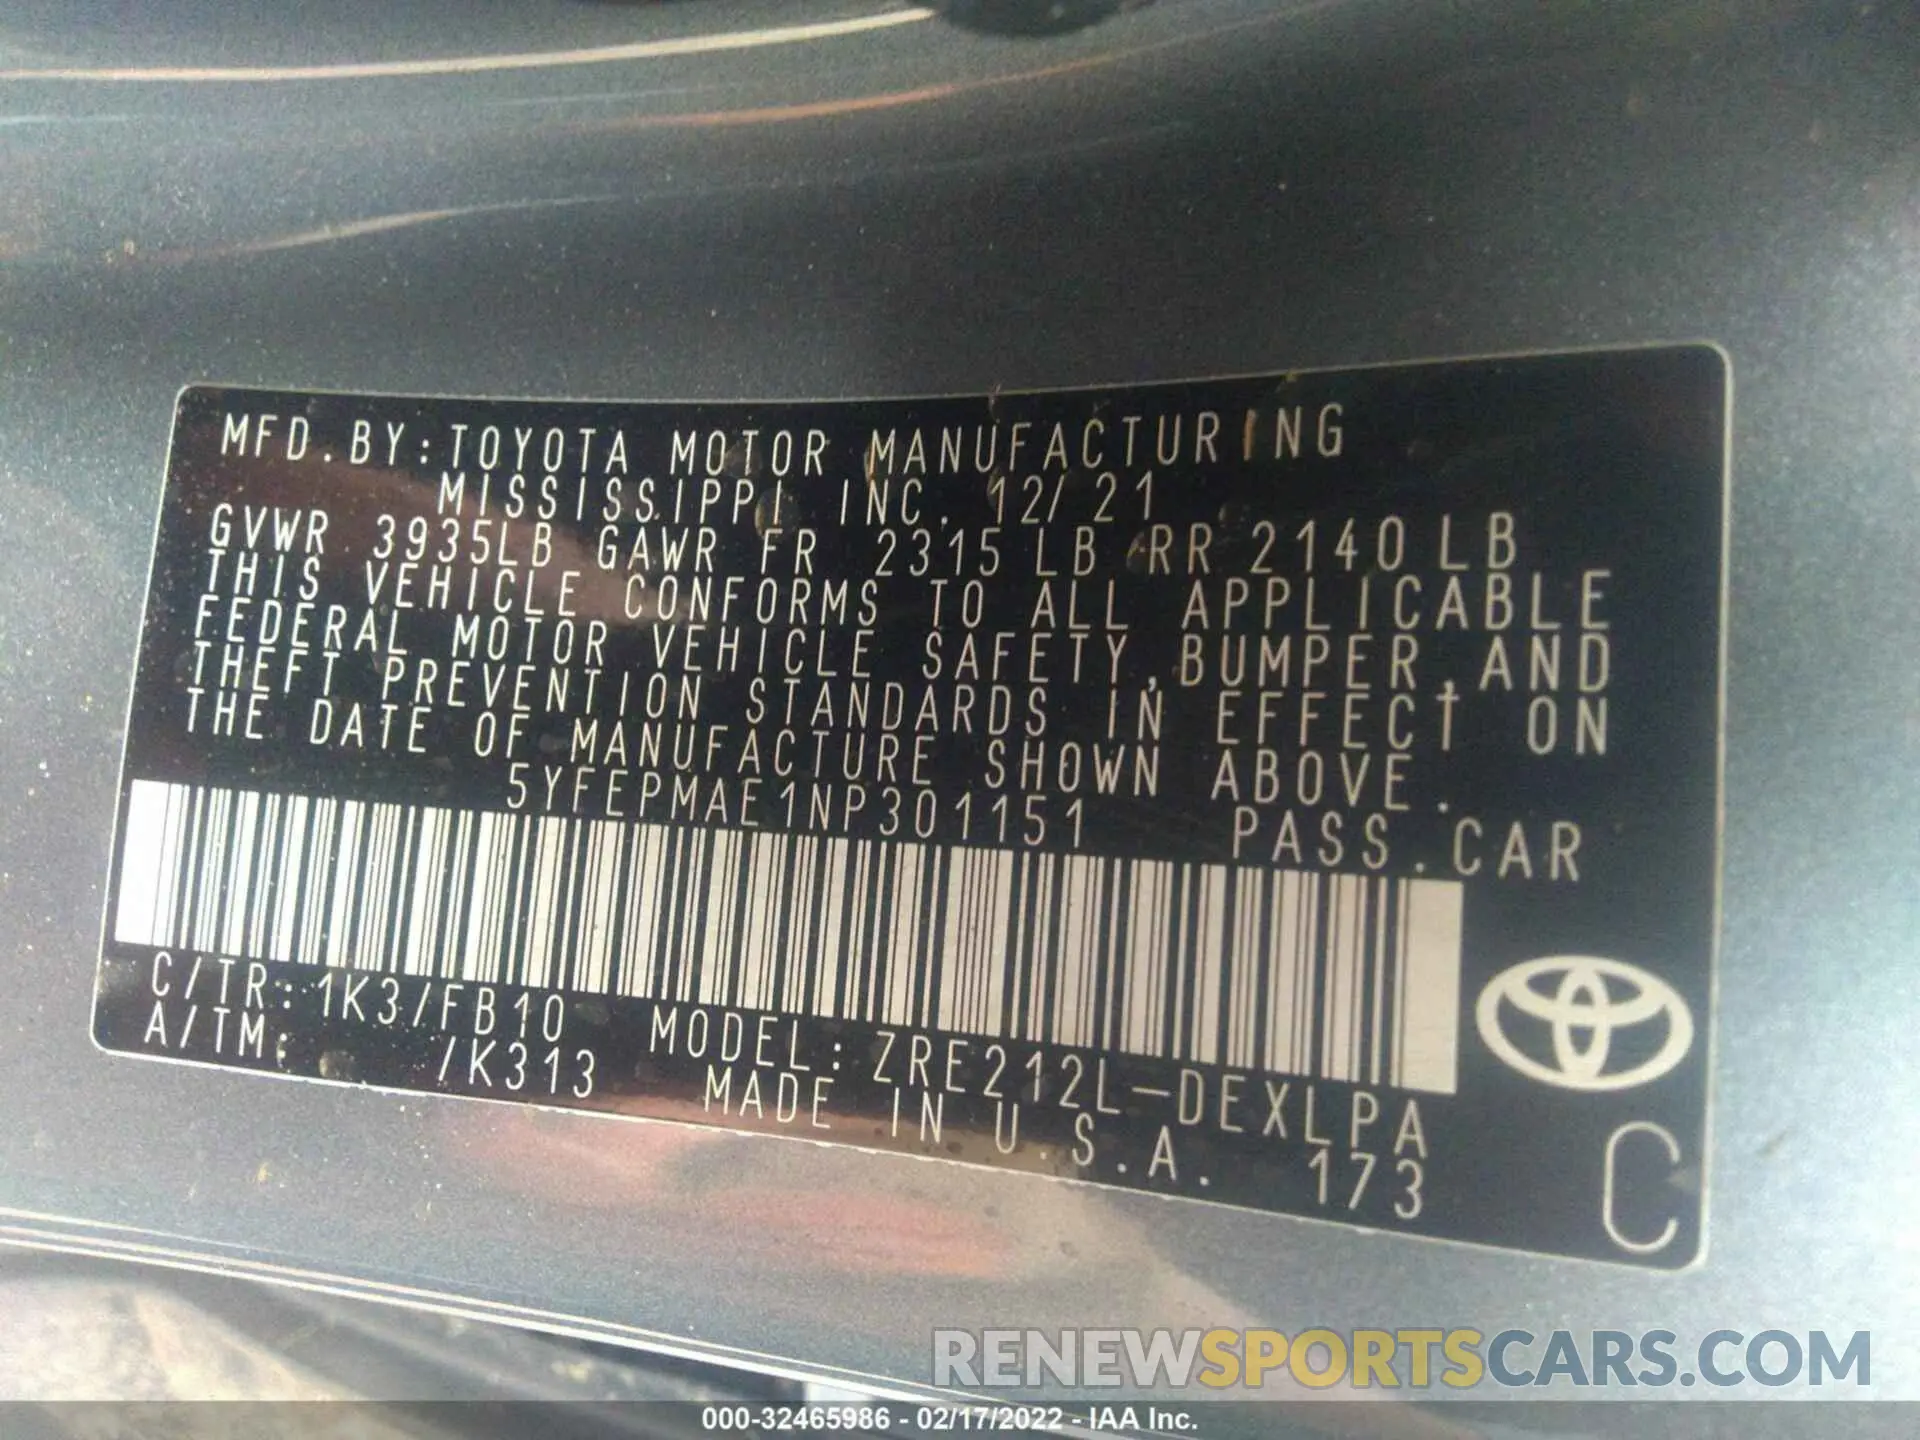 MFD.BY:TOYOTA MOTOR MANUFACTURING
MISSISSIPPI INC. 12/21
GVWR 3935LB GAWR FR 2315LB RR 2140LB
THIS VEHICLE CONFORMS TO ALL APPLICABLE
FEDERAL MOTOR VEHICLE SAFETY,BUMPER,AND
THEFT PREVENTION STANDARDS IN EFFECT ON
THE DATE OF MANUFACTURE SHOWN ABOVE.
5YFEPMAE1NP301151 PASS.CAR
C/TR:1K3/FB10 MODEL:ZRE212L-DEXLPA
A/TM: /K313 MADE IN U.S.A. 173
C
RENEWSPORTSCARS.COM
000-32465986 - 02/17/2022 - IAA Inc.